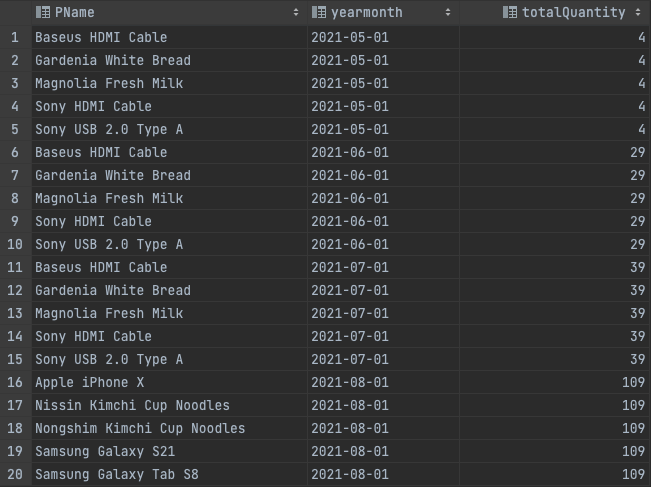 PName yearmonth totalQuantity
1 Baseus HDMI Cable 2021-05-01 4
2 Gardenia White Bread 2021-05-01 4
3 Magnolia Fresh Milk 2021-05-01 4
4 Sony HDMI Cable 2021-05-01 4
5 Sony USB 2.0 Type A 2021-05-01 4
6 Baseus HDMI Cable 2021-06-01 29
7 Gardenia White Bread 2021-06-01 29
8 Magnolia Fresh Milk 2021-06-01 29
9 Sony HDMI Cable 2021-06-01 29
10 Sony USB 2.0 Type A 2021-06-01 29
11 Baseus HDMI Cable 2021-07-01 39
12 Gardenia White Bread 2021-07-01 39
13 Magnolia Fresh Milk 2021-07-01 39
14 Sony HDMI Cable 2021-07-01 39
15 Sony USB 2.0 Type A 2021-07-01 39
16 Apple iPhone X 2021-08-01 109
17 Nissin Kimchi Cup Noodles 2021-08-01 109
18 Nongshim Kimchi Cup Noodles 2021-08-01 109
19 Samsung Galaxy S21 2021-08-01 109
20 Samsung Galaxy Tab S8 2021-08-01 109